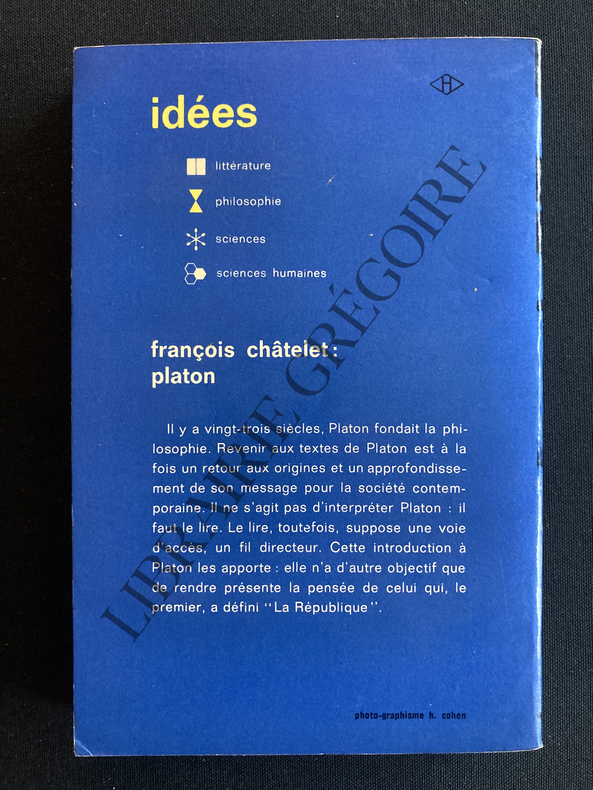 idées
littérature
philosophie
sciences
sciences humaines
françois châtelet :
platon
Il y a vingt-trois siècles, Platon fondait la phi-
losophie. Revenir aux textes de Platon est à la
fois un retour aux origines et un approfondisse-
ment de son message pour la société contem-
poraine. Il ne s'agit pas d'interpréter Platon : il
faut le lire. Le lire, toutefois, suppose une voie
d'accès, un fil directeur. Cette introduction à
Platon les apporte : elle n'a d'autre objectif que
de rendre présente la pensée de celui qui, le
premier, a défini "La République".
photo-graphisme h. cohen
LIBRAIRIE GRÉGOIRE